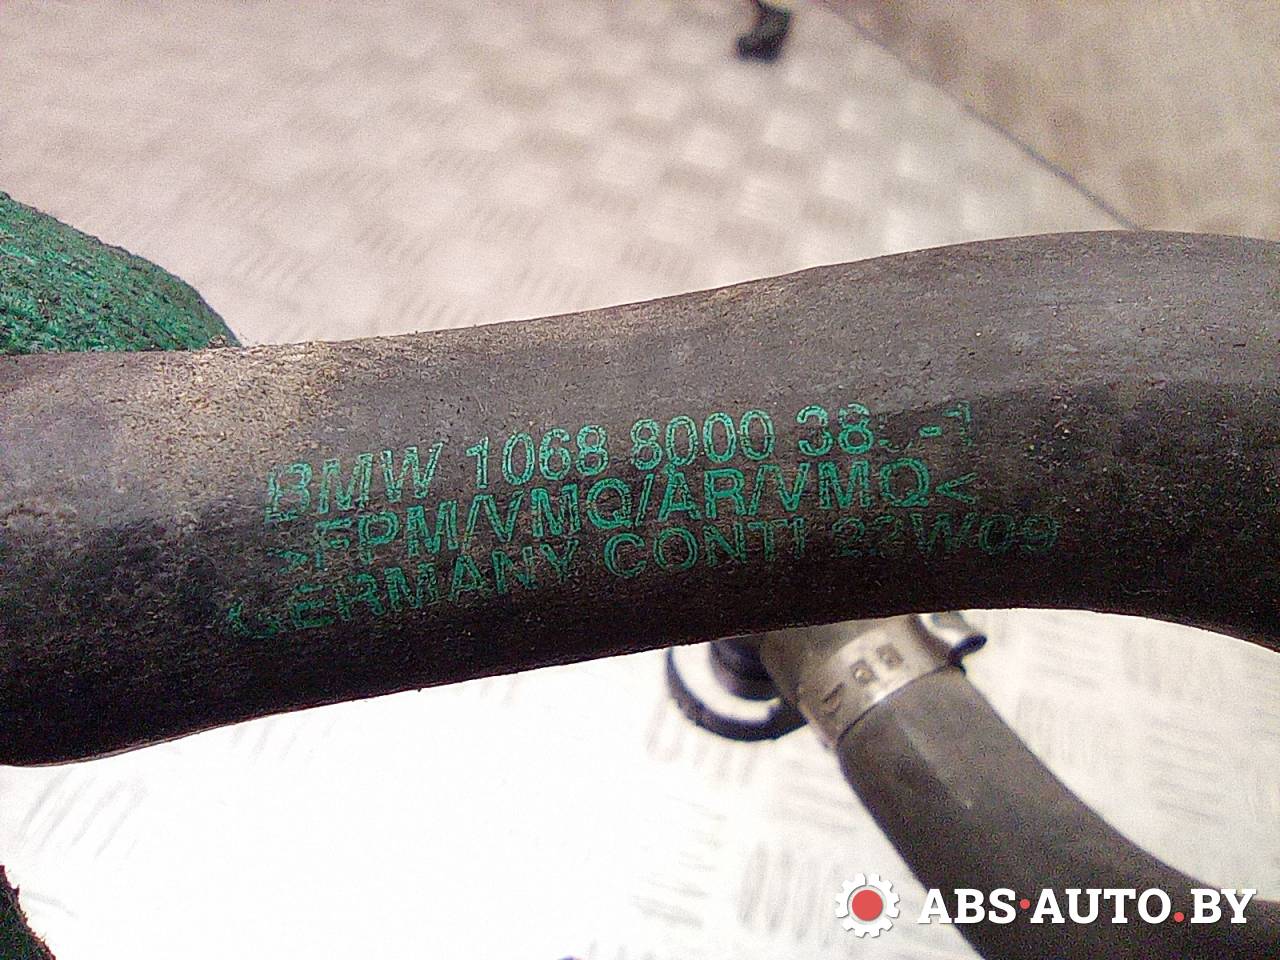 BMW 1068 8000
>FPM/VMQ/AR/VMQ<
GERMANY CONTI
ABS·AUTO.BY